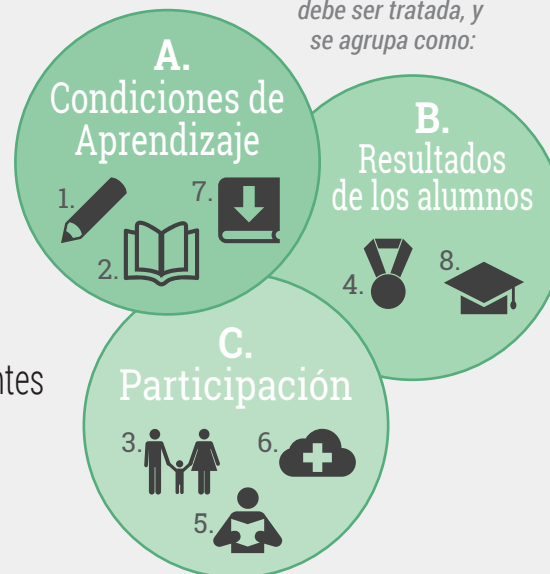 debe ser tratada, y
se agrupa como:
A.
Condiciones de
Aprendizaje
1.
7.
2.
B.
Resultados
de los alumnos
4.
8.
ntes
C.
Participación
3.
6.
5.